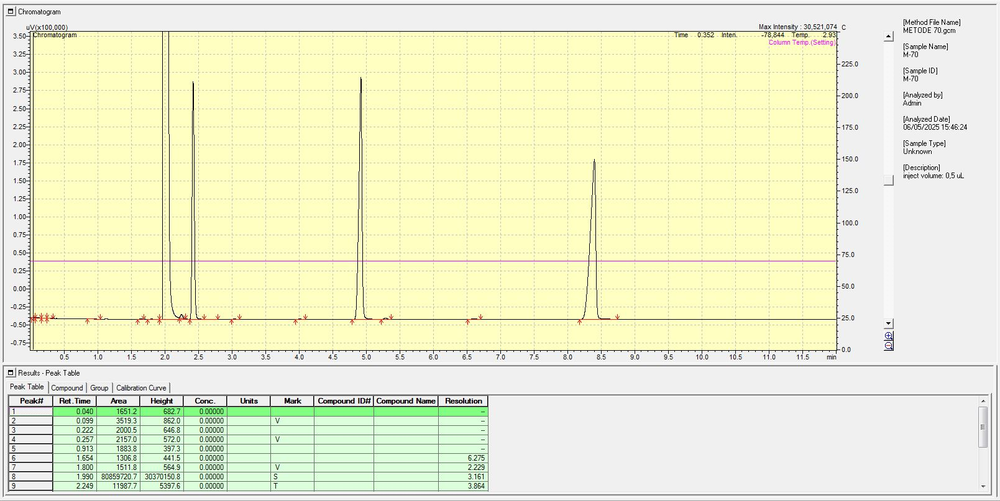 Chromatogram
uV(x100,000)
Max Intensity : 30,521,074 C
Chromatogram
Time 0.352 Inten. -78,844 Temp. 2.93
Column Temp.(Setting)
3.50
3.25
3.00
2.75
2.50
2.25
2.00
1.75
1.50
1.25
1.00
0.75
0.50
0.25
0.00
-0.25
-0.50
-0.75
225.0
200.0
175.0
150.0
125.0
100.0
75.0
50.0
25.0
0.0
0.5 1.0 1.5 2.0 2.5 3.0 3.5 4.0 4.5 5.0 5.5 6.0 6.5 7.0 7.5 8.0 8.5 9.0 9.5 10.0 10.5 11.0 11.5 min
[Method File Name]
METODE 70.gcm
[Sample Name]
M-70
[Sample ID]
M-70
[Analyzed by]
Admin
[Analyzed Date]
06/05/2025 15:46:24
[Sample Type]
Unknown
[Description]
inject volume: 0,5 uL
Results - Peak Table
Peak Table Compound Group Calibration Curve
Peak# Ret.Time Area Height Conc. Units Mark Compound ID# Compound Name Resolution
1 0.040 1651.2 682.7 0.00000 --
2 0.099 3519.3 862.0 0.00000 V --
3 0.222 2000.5 646.8 0.00000 --
4 0.257 2157.0 572.0 0.00000 V --
5 0.913 1883.8 397.3 0.00000 --
6 1.654 1306.8 441.5 0.00000 6.275
7 1.800 1511.8 564.9 0.00000 V 2.229
8 1.990 80859720.7 30370150.8 0.00000 S 3.161
9 2.249 11987.7 5397.6 0.00000 T 3.864